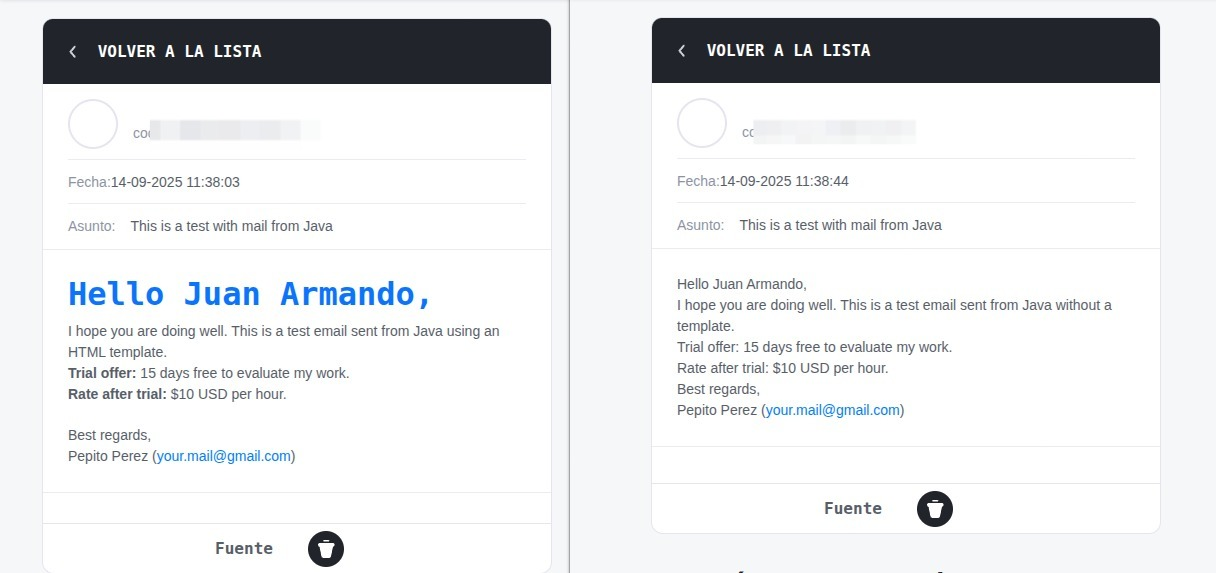 VOLVER A LA LISTA
Fecha:14-09-2025 11:38:03
Asunto: This is a test with mail from Java
Hello Juan Armando,
I hope you are doing well. This is a test email sent from Java using an
HTML template.
Trial offer: 15 days free to evaluate my work.
Rate after trial: $10 USD per hour.
Best regards,
Pepito Perez (your.mail@gmail.com)
Fuente
VOLVER A LA LISTA
Fecha:14-09-2025 11:38:44
Asunto: This is a test with mail from Java
Hello Juan Armando,
I hope you are doing well. This is a test email sent from Java without a
template.
Trial offer: 15 days free to evaluate my work.
Rate after trial: $10 USD per hour.
Best regards,
Pepito Perez (your.mail@gmail.com)
Fuente